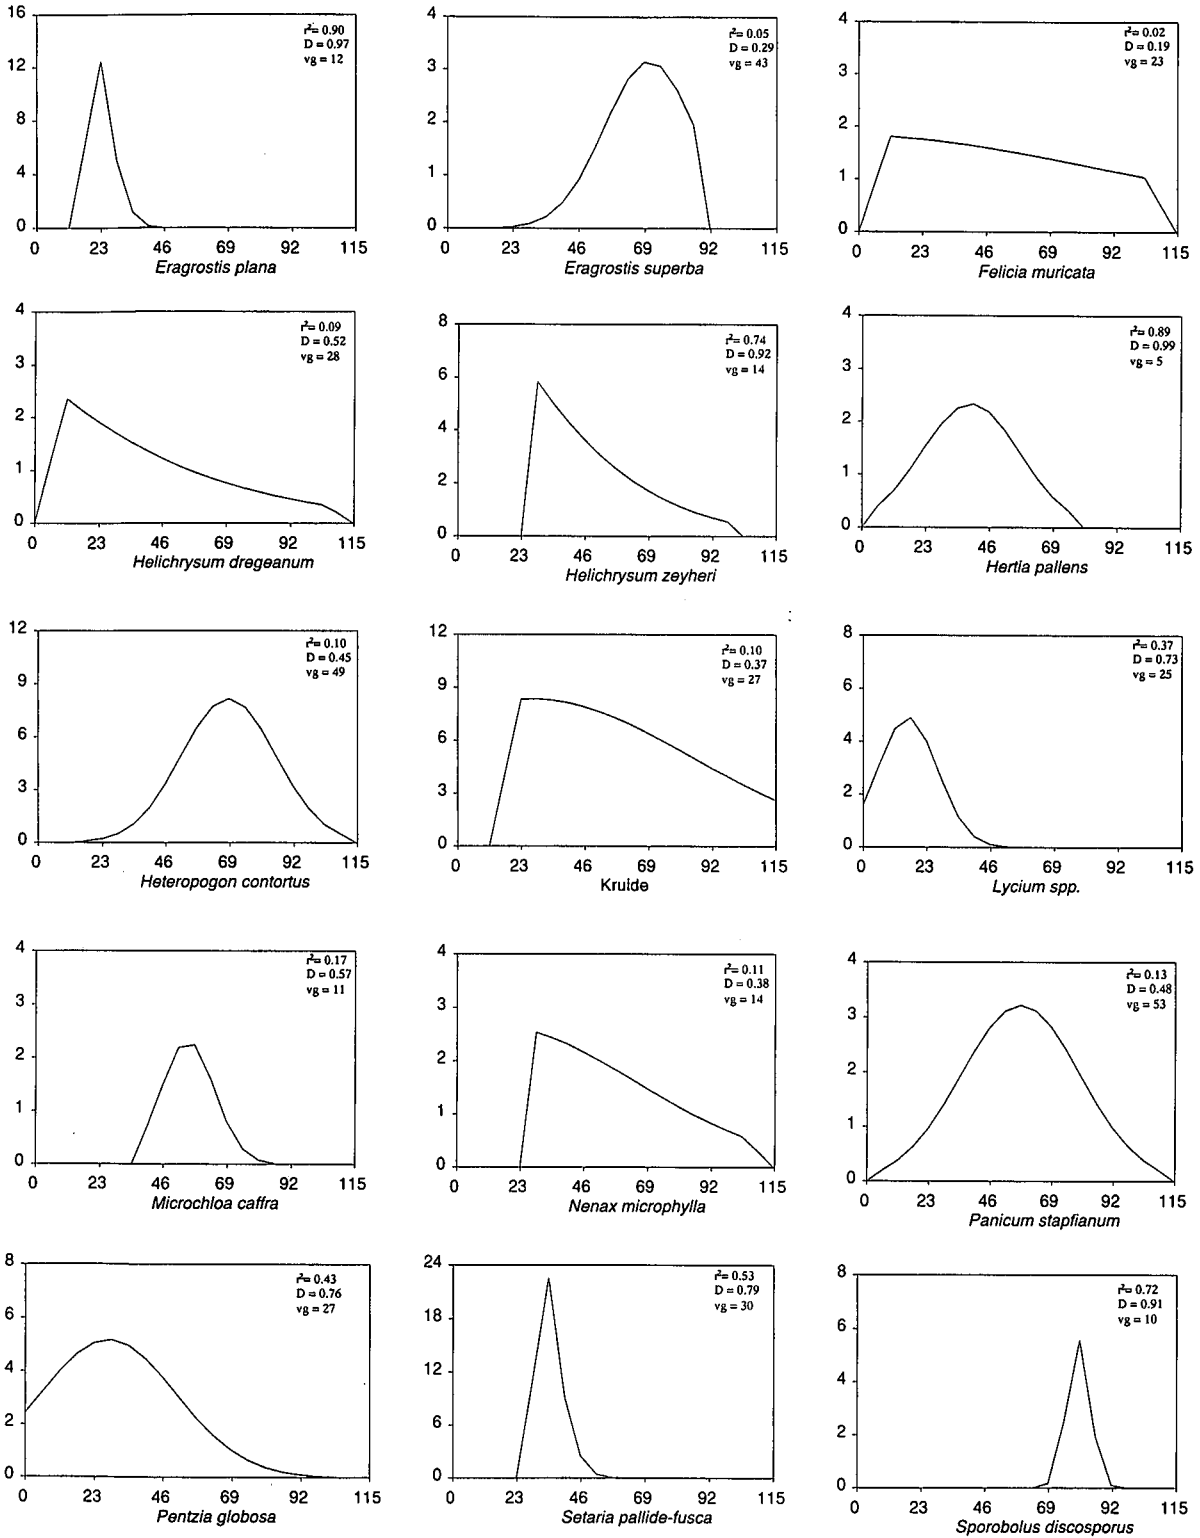 r²= 0.90
D = 0.97
vg = 12
16
12
8
4
0
0 23 46 69 92 115
Eragrostis plana
r²= 0.05
D = 0.29
vg = 43
4
3
2
1
0
0 23 46 69 92 115
Eragrostis superba
r²= 0.02
D = 0.19
vg = 23
4
3
2
1
0
0 23 46 69 92 115
Felicia muricata
r²= 0.09
D = 0.52
vg = 28
4
3
2
1
0
0 23 46 69 92 115
Helichrysum dregeanum
r²= 0.74
D = 0.92
vg = 14
8
6
4
2
0
0 23 46 69 92 115
Helichrysum zeyheri
r²= 0.89
D = 0.99
vg = 5
4
3
2
1
0
0 23 46 69 92 115
Hertia pallens
r²= 0.10
D = 0.45
vg = 49
12
9
6
3
0
0 23 46 69 92 115
Heteropogon contortus
r²= 0.10
D = 0.37
vg = 27
12
9
6
3
0
0 23 46 69 92 115
Kruide
r²= 0.37
D = 0.73
vg = 25
8
6
4
2
0
0 23 46 69 92 115
Lycium spp.
r²= 0.17
D = 0.57
vg = 11
4
3
2
1
0
0 23 46 69 92 115
Microchloa caffra
r²= 0.11
D = 0.38
vg = 14
4
3
2
1
0
0 23 46 69 92 115
Nenax microphylla
r²= 0.13
D = 0.48
vg = 53
4
3
2
1
0
0 23 46 69 92 115
Panicum stapfianum
r²= 0.43
D = 0.76
vg = 27
8
6
4
2
0
0 23 46 69 92 115
Pentzia globosa
r²= 0.53
D = 0.79
vg = 30
24
18
12
6
0
0 23 46 69 92 115
Setaria pallide-fusca
r²= 0.72
D = 0.91
vg = 10
8
6
4
2
0
0 23 46 69 92 115
Sporobolus discosporus